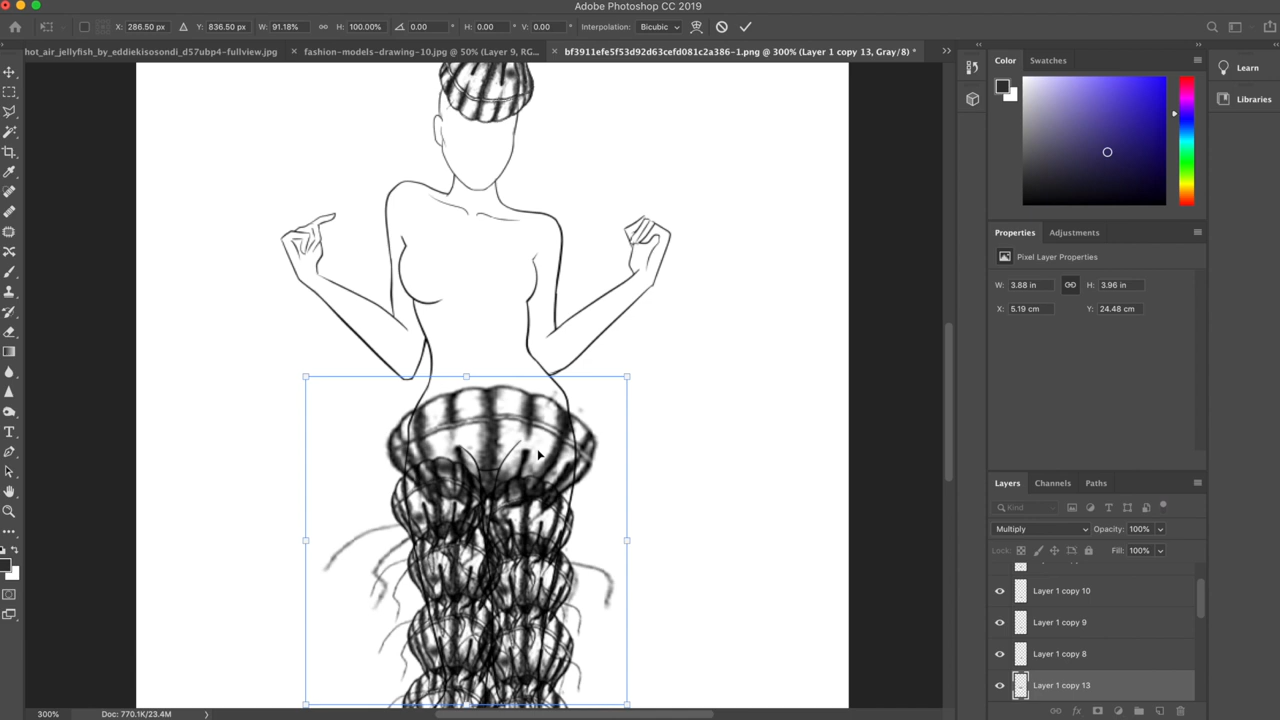 Adobe Photoshop CC 2019
X: 286.50 px Y: 836.50 px W: 91.18% H: 100.00% 0.00 H: 0.00 V: 0.00 Interpolation: Bicubic
hot_air_jellyfish_by_eddiekisosondi_d57ubp4-fullview.jpg × fashion-models-drawing-10.jpg @ 50% (Layer 9, RG... × bf3911efe5f53d92d63cefd081c2a386-1.png @ 300% (Layer 1 copy 13, Gray/8) *
Color Swatches
Learn
Libraries
Properties Adjustments
Pixel Layer Properties
W: 3.88 in H: 3.96 in
X: 5.19 cm Y: 24.48 cm
Layers Channels Paths
Kind
Multiply Opacity: 100%
Lock: Fill: 100%
Layer 1 copy 10
Layer 1 copy 9
Layer 1 copy 8
Layer 1 copy 13
300% Doc: 770.1K/23.4M